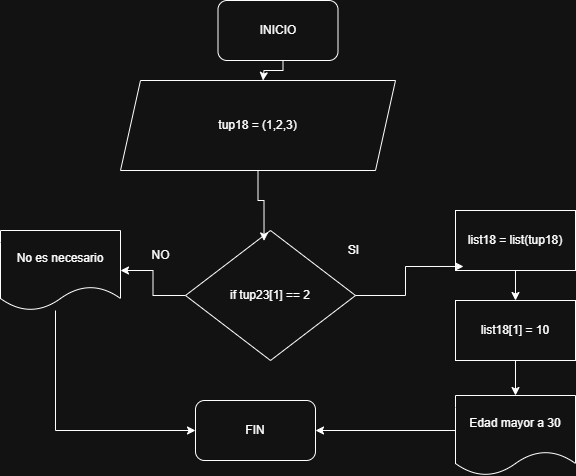 INICIO
tup18 = (1,2,3)
NO
SI
No es necesario
if tup23[1] == 2
list18 = list(tup18)
list18[1] = 10
FIN
Edad mayor a 30